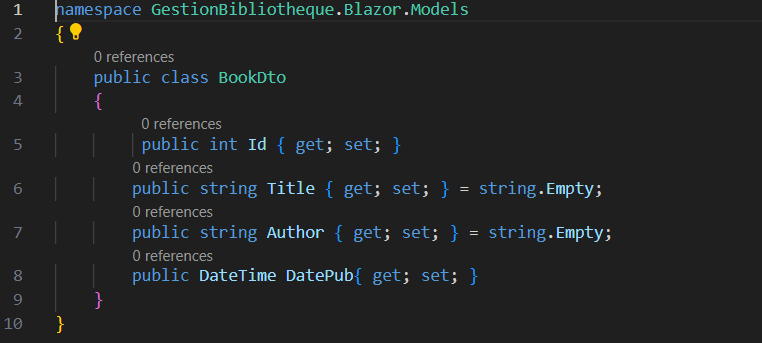 1 namespace GestionBibliotheque.Blazor.Models
2 {
0 references
3 public class BookDto
4 {
0 references
5 public int Id { get; set; }
0 references
6 public string Title { get; set; } = string.Empty;
0 references
7 public string Author { get; set; } = string.Empty;
0 references
8 public DateTime DatePub{ get; set; }
9 }
10 }